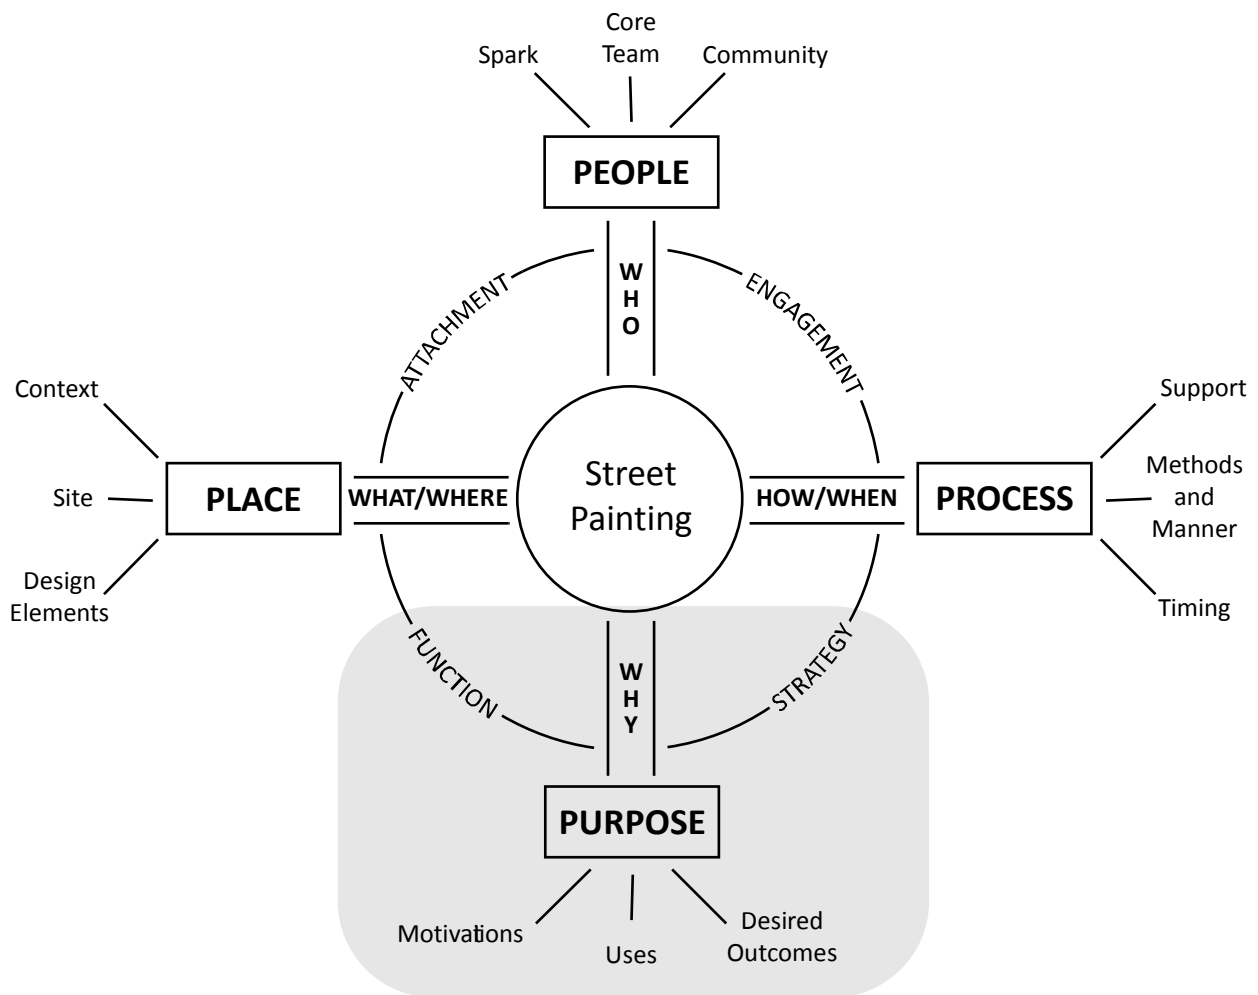 Core
Team
Spark
Community
PEOPLE
W
H
O
ATTACHMENT
ENGAGEMENT
Context
Site
Design
Elements
PLACE
WHAT/WHERE
Street
Painting
HOW/WHEN
PROCESS
Support
Methods
and
Manner
Timing
FUNCTION
STRATEGY
W
H
Y
PURPOSE
Motivations
Uses
Desired
Outcomes